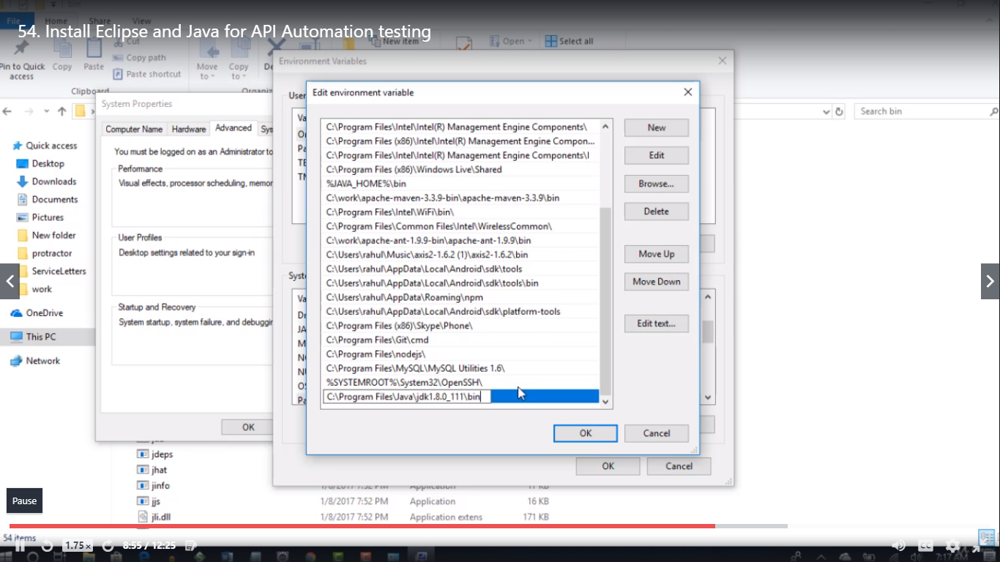 54. Install Eclipse and Java for API Automation testing
File
Home
Share
View
Cut
Copy path
Paste shortcut
Pin to Quick
access
Copy
Paste
Move
to
Copy
to
New item
Open
Select all
Clipboard
Environment Variables
System Properties
Computer Name
Hardware
Advanced
You must be logged on as an Administrator to
Performance
Visual effects, processor scheduling, memor
User Profiles
Desktop settings related to your sign-in
Startup and Recovery
System startup, system failure, and debuggin
OK
Edit environment variable
C:\Program Files\Intel\Intel(R) Management Engine Components\
C:\Program Files (x86)\Intel\Intel(R) Management Engine Compon...
C:\Program Files\Intel\Intel(R) Management Engine Components\I
C:\Program Files (x86)\Windows Live\Shared
%JAVA_HOME%\bin
C:\work\apache-maven-3.3.9-bin\apache-maven-3.3.9\bin
C:\Program Files\Intel\WiFi\bin\
C:\Program Files\Common Files\Intel\WirelessCommon\
C:\work\apache-ant-1.9.9-bin\apache-ant-1.9.9\bin
C:\Users\rahul\Music\axis2-1.6.2 (1)\axis2-1.6.2\bin
C:\Users\rahul\AppData\Local\Android\sdk\tools
C:\Users\rahul\AppData\Local\Android\sdk\tools\bin
C:\Users\rahul\AppData\Roaming\npm
C:\Users\rahul\AppData\Local\Android\sdk\platform-tools
C:\Program Files (x86)\Skype\Phone\
C:\Program Files\Git\cmd
C:\Program Files\nodejs\
C:\Program Files\MySQL\MySQL Utilities 1.6\
%SYSTEMROOT%\System32\OpenSSH\
C:\Program Files\Java\jdk1.8.0_111\bin
New
Edit
Browse...
Delete
Move Up
Move Down
Edit text...
OK
Cancel
OK
Cancel
Search bin
Quick access
Desktop
Downloads
Documents
Pictures
New folder
protractor
ServiceLetters
work
OneDrive
This PC
Network
jdeps
jhat
jinfo
1/8/2017 7:52 PM Application 17 KB
jjs
1/8/2017 7:52 PM Application 16 KB
jli.dll
1/8/2017 7:52 PM Application extens 171 KB
Pause
54 items
1.75x
8:55 / 12:25
CC
7:17 AM